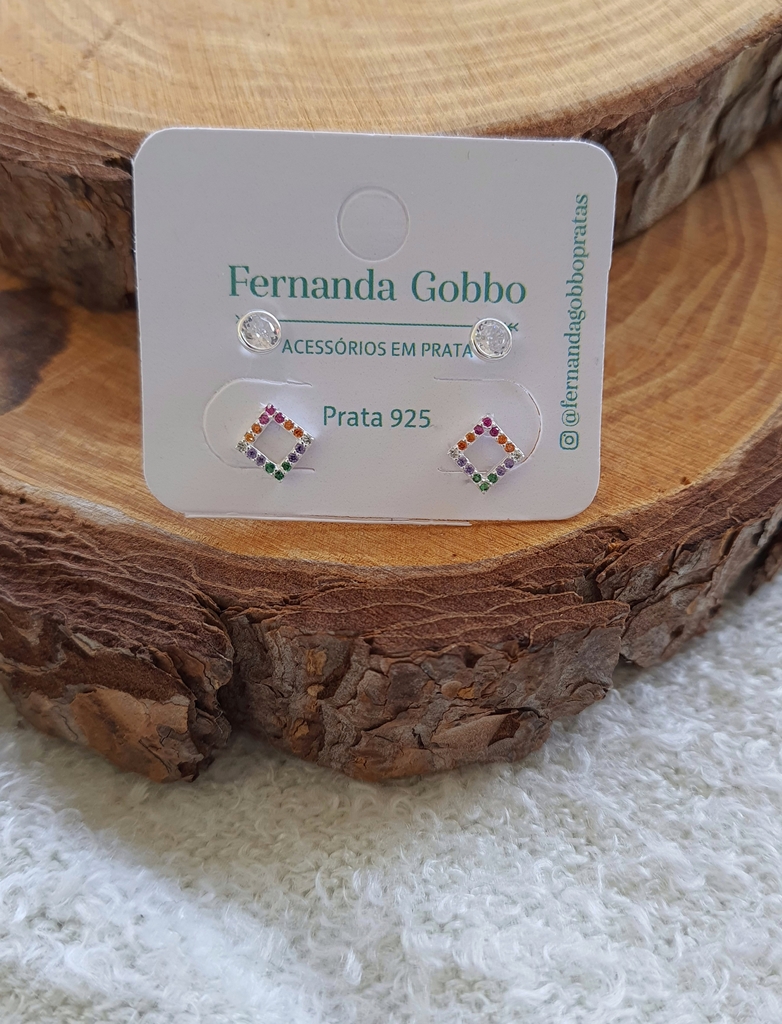 Fernanda Gobbo
ACESSÓRIOS EM PRATA
Prata 925
@fernandagobbopratas